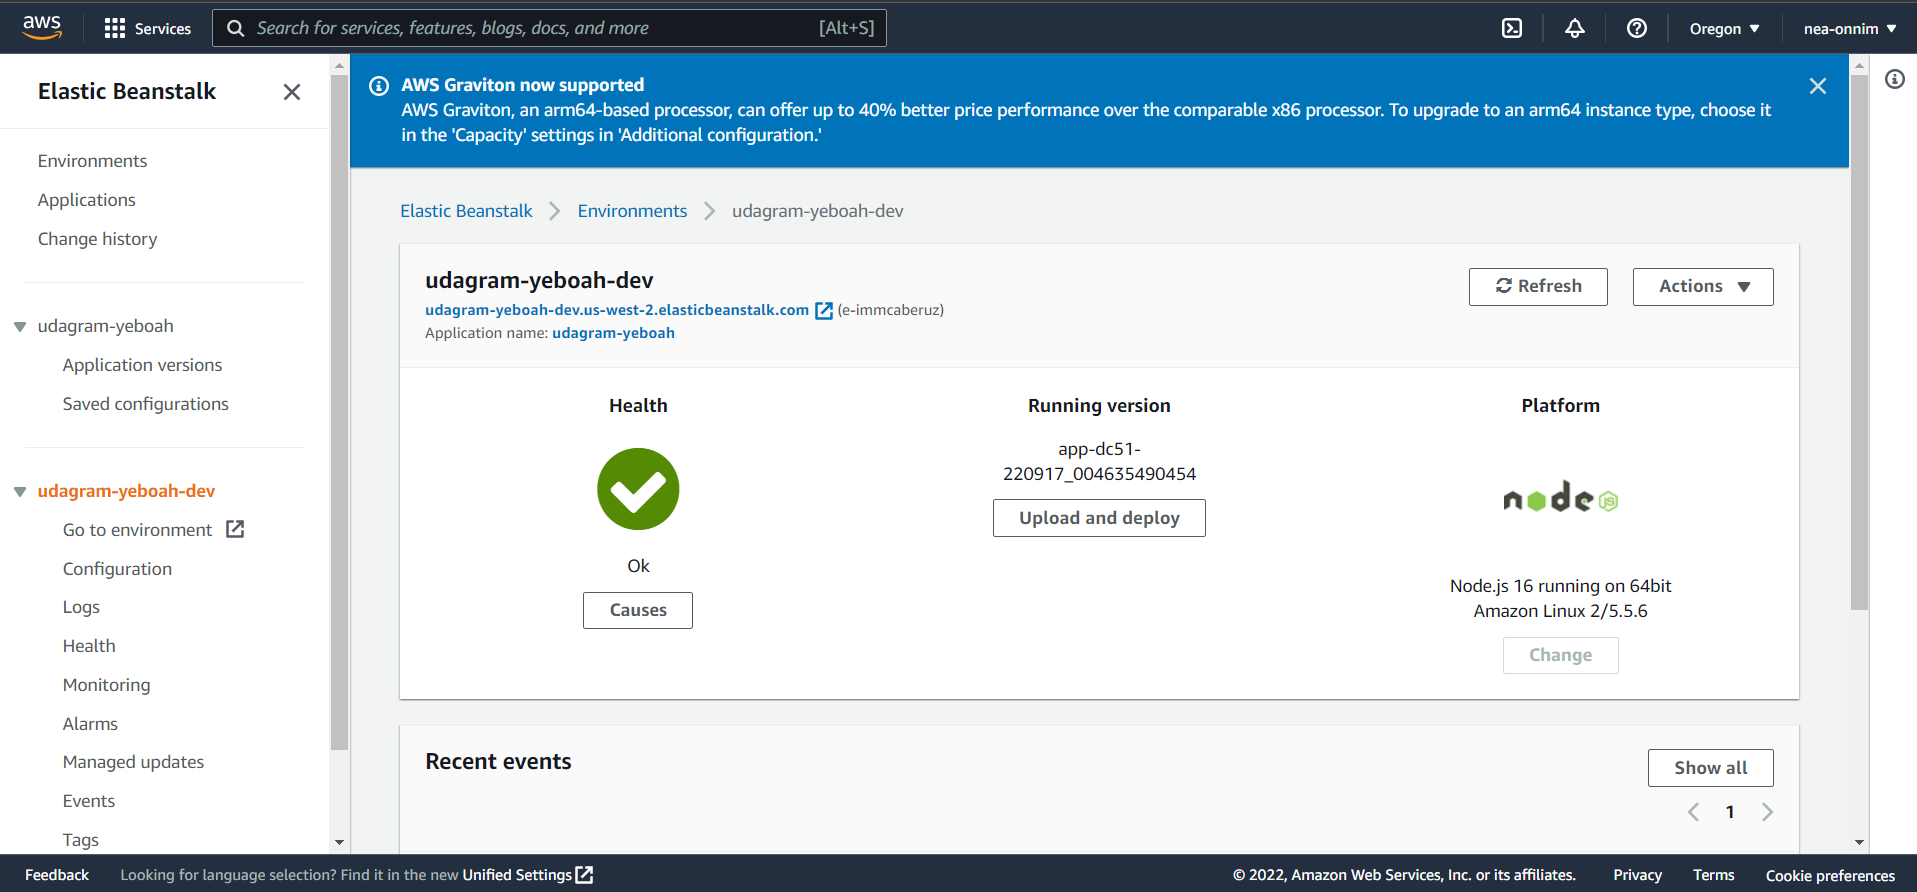 aws
Services
Search for services, features, blogs, docs, and more
[Alt+S]
Oregon
nea-onnim
Elastic Beanstalk
Environments
Applications
Change history
udagram-yeboah
Application versions
Saved configurations
udagram-yeboah-dev
Go to environment
Configuration
Logs
Health
Monitoring
Alarms
Managed updates
Events
Tags
AWS Graviton now supported
AWS Graviton, an arm64-based processor, can offer up to 40% better price performance over the comparable x86 processor. To upgrade to an arm64 instance type, choose it
in the 'Capacity' settings in 'Additional configuration.'
Elastic Beanstalk
Environments
udagram-yeboah-dev
udagram-yeboah-dev
udagram-yeboah-dev.us-west-2.elasticbeanstalk.com (e-immcaberuz)
Application name: udagram-yeboah
Refresh
Actions
Health
Ok
Causes
Running version
app-dc51-
220917_004635490454
Upload and deploy
Platform
node JS
Node.js 16 running on 64bit
Amazon Linux 2/5.5.6
Change
Recent events
Show all
1
Feedback
Looking for language selection? Find it in the new Unified Settings
© 2022, Amazon Web Services, Inc. or its affiliates.
Privacy
Terms
Cookie preferences